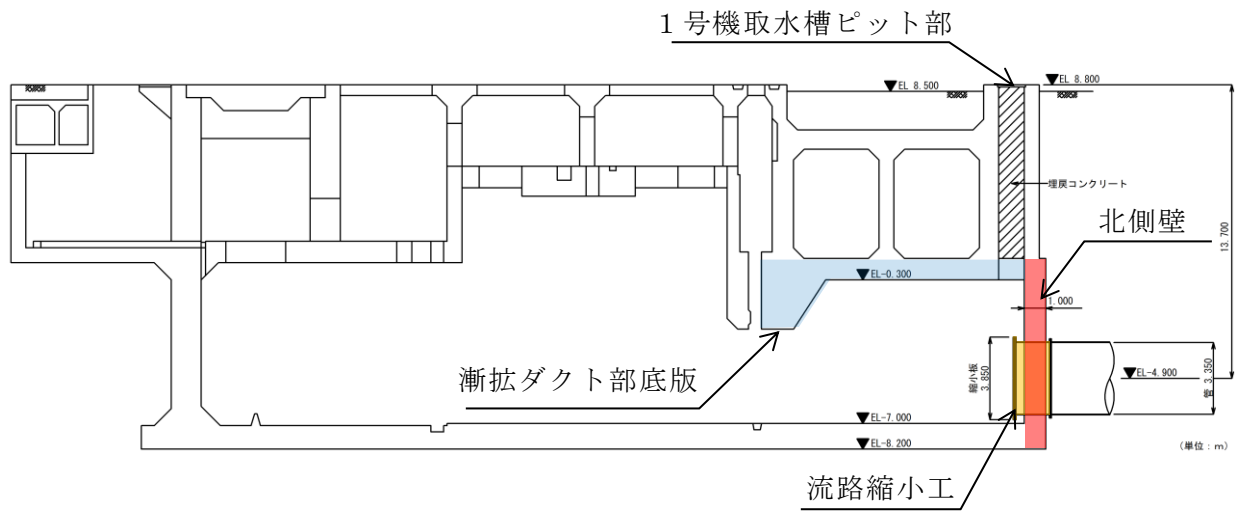 １号機取水槽ピット部
EL 8.500
EL 8.800
埋戻コンクリート
北側壁
13.700
EL-0.300
1.000
漸拡ダクト部底版
縮小板
3.850
EL-4.900
管 3.350
EL-7.000
EL-8.200
(単位：m)
流路縮小工